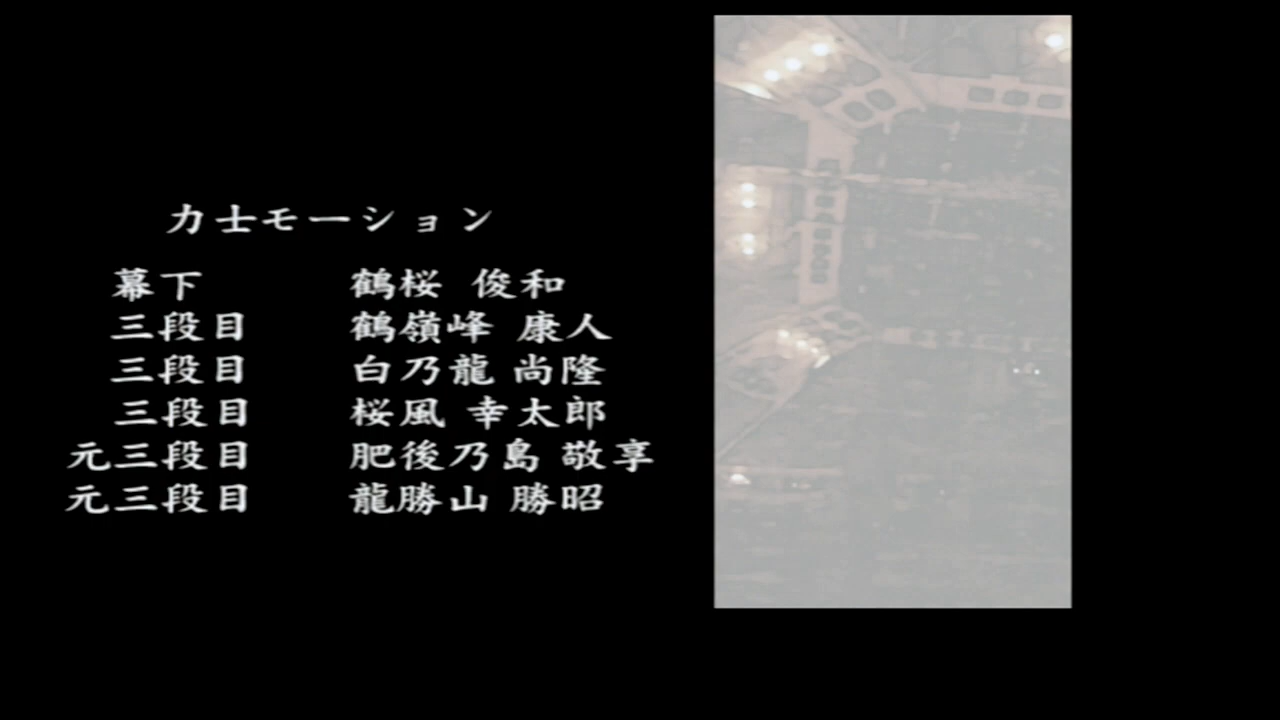 力士モーション
幕下 鶴桜 俊和
三段目 鶴嶺峰 康人
三段目 白乃龍 尚隆
三段目 桜風 幸太郎
元三段目 肥後乃島 敬享
元三段目 龍勝山 勝昭